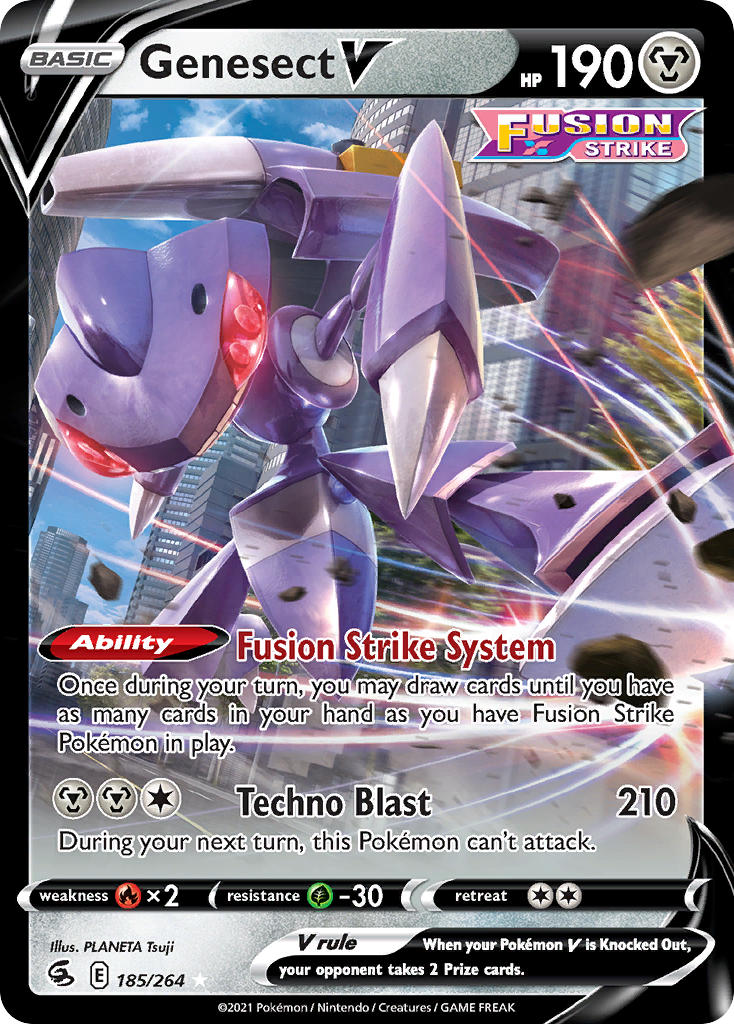 BASIC Genesect V HP 190
FUSION
STRIKE
Ability Fusion Strike System
Once during your turn, you may draw cards until you have
as many cards in your hand as you have Fusion Strike
Pokémon in play.
Techno Blast 210
During your next turn, this Pokémon can't attack.
weakness ×2 resistance -30 retreat
Illus. PLANETA Tsuji
V rule When your Pokémon V is Knocked Out,
your opponent takes 2 Prize cards.
E 185/264
©2021 Pokémon / Nintendo / Creatures / GAME FREAK